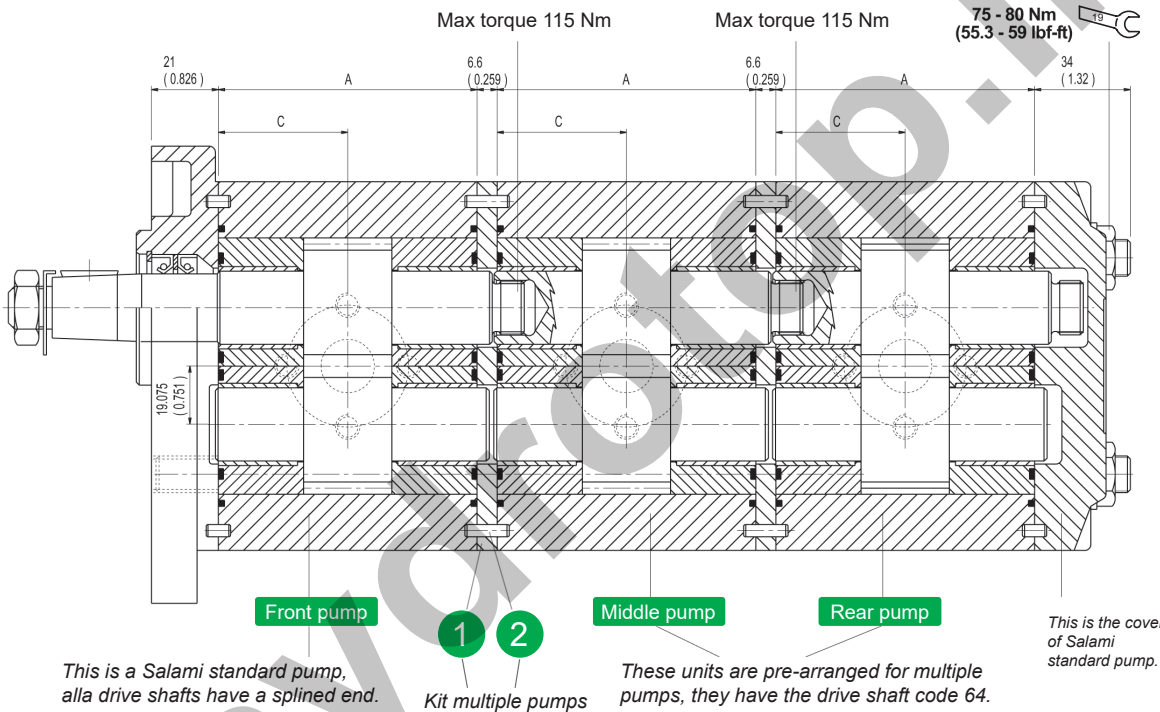 Max torque 115 Nm
Max torque 115 Nm
75 - 80 Nm
(55.3 - 59 lbf-ft)
19
21
( 0.826 )
A
6.6
( 0.259 )
A
6.6
( 0.259 )
A
34
( 1.32 )
C
C
C
19.075
( 0.751 )
Front pump
1
2
Middle pump
Rear pump
This is a Salami standard pump,
alla drive shafts have a splined end.
Kit multiple pumps
These units are pre-arranged for multiple
pumps, they have the drive shaft code 64.
This is the cover
of Salami
standard pump.
ydrotop.